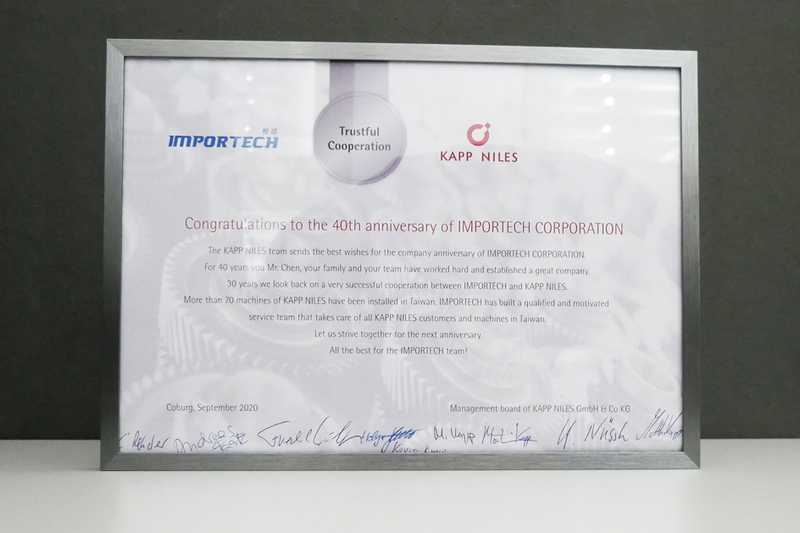 IMPORTECH
Trustful
Cooperation
KAPP NILES
Congratulations to the 40th anniversary of IMPORTECH CORPORATION
The KAPP NILES team sends the best wishes for the company anniversary of IMPORTECH CORPORATION.
For 40 years you Mr. Chen, your family and your team have worked hard and established a great company.
30 years we look back on a very successful cooperation between IMPORTECH and KAPP NILES.
More than 70 machines of KAPP NILES have been installed in Taiwan. IMPORTECH has built a qualified and motivated
service team that takes care of all KAPP NILES customers and machines in Taiwan.
Let us strive together for the next anniversary.
All the best for the IMPORTECH team!
Coburg, September 2020
Management board of KAPP NILES GmbH & Co KG